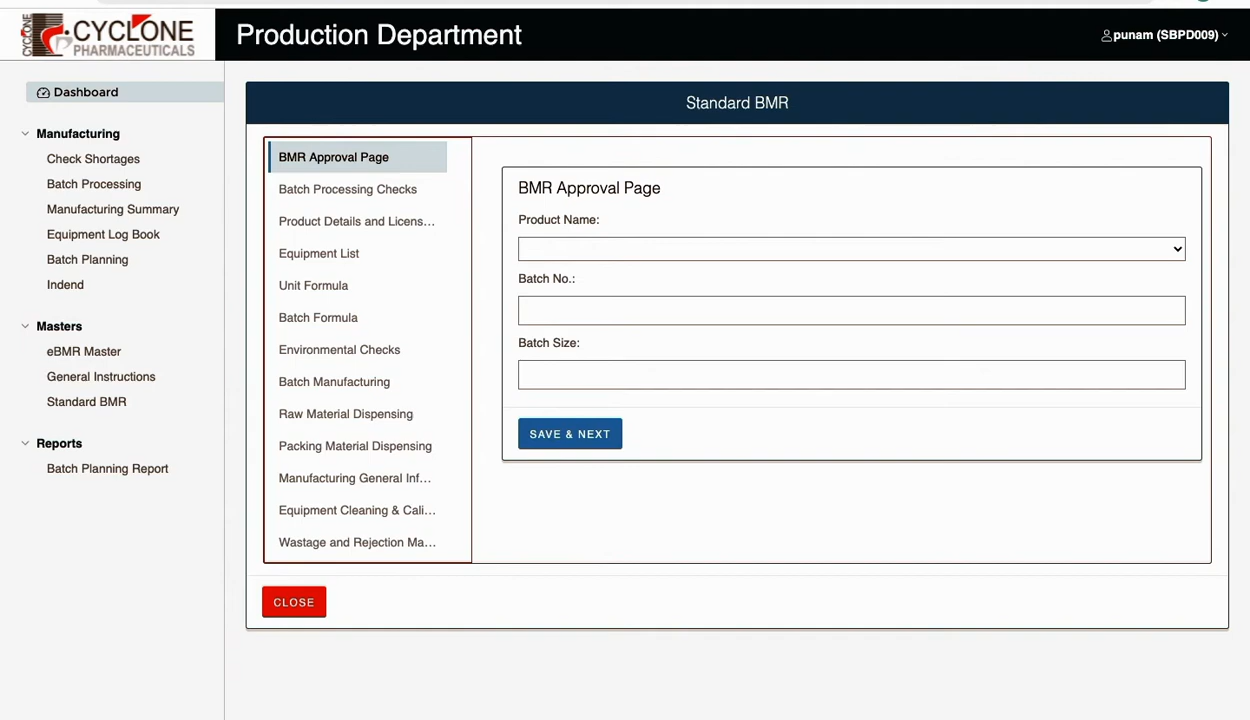 CYCLONE
CYCLONE
PHARMACEUTICALS
Production Department
punam (SBPD009)
Dashboard
Manufacturing
Check Shortages
Batch Processing
Manufacturing Summary
Equipment Log Book
Batch Planning
Indend
Masters
eBMR Master
General Instructions
Standard BMR
Reports
Batch Planning Report
Standard BMR
BMR Approval Page
Batch Processing Checks
Product Details and Licens...
Equipment List
Unit Formula
Batch Formula
Environmental Checks
Batch Manufacturing
Raw Material Dispensing
Packing Material Dispensing
Manufacturing General Inf...
Equipment Cleaning & Cali...
Wastage and Rejection Ma...
BMR Approval Page
Product Name:
Batch No.:
Batch Size:
SAVE & NEXT
CLOSE